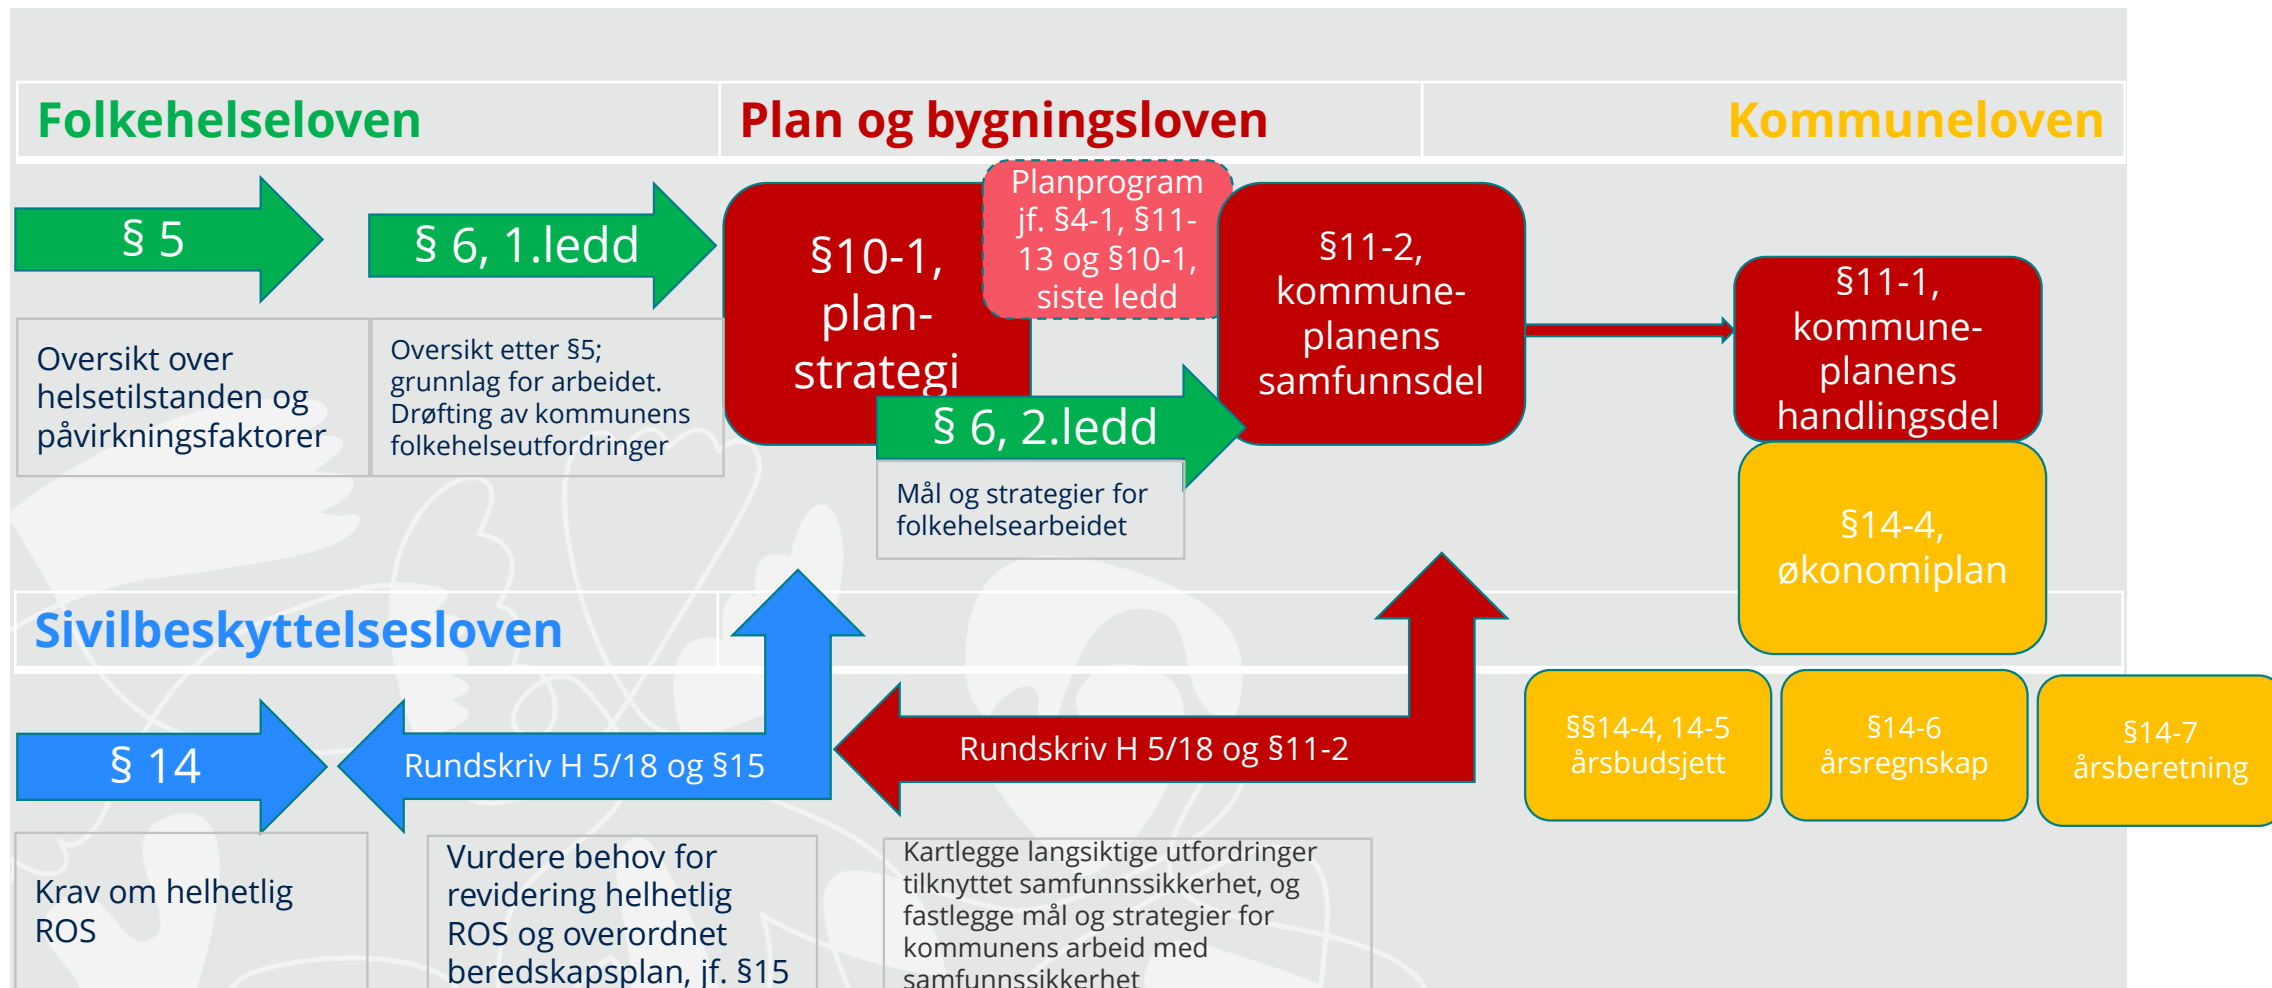 Folkehelseloven
Plan og bygningsloven
Kommuneloven
§ 5
§ 6, 1.ledd
Oversikt over
helsetilstanden og
påvirkningsfaktorer
Oversikt etter §5;
grunnlag for arbeidet.
Drøfting av kommunens
folkehelseutfordringer
§10-1,
plan-
strategi
Planprogram
jf. §4-1, §11-
13 og §10-1,
siste ledd
§ 6, 2.ledd
Mål og strategier for
folkehelsearbeidet
§11-2,
kommune-
planens
samfunnsdel
§11-1,
kommune-
planens
handlingsdel
§14-4,
økonomiplan
Sivilbeskyttelsesloven
§ 14
Rundskriv H 5/18 og §15
Rundskriv H 5/18 og §11-2
§§14-4, 14-5
årsbudsjett
§14-6
årsregnskap
§14-7
årsberetning
Krav om helhetlig
ROS
Vurdere behov for
revidering helhetlig
ROS og overordnet
beredskapsplan, jf. §15
Kartlegge langsiktige utfordringer
tilknyttet samfunnssikkerhet, og
fastlegge mål og strategier for
kommunens arbeid med
samfunnssikkerhet